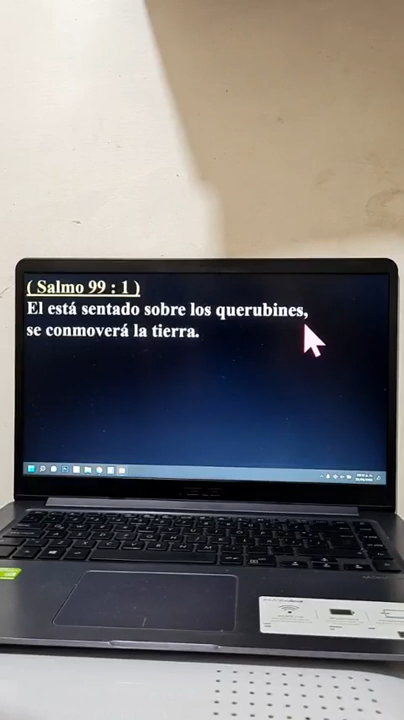 ( Salmo 99 : 1 )
El está sentado sobre los querubines,
se conmoverá la tierra.